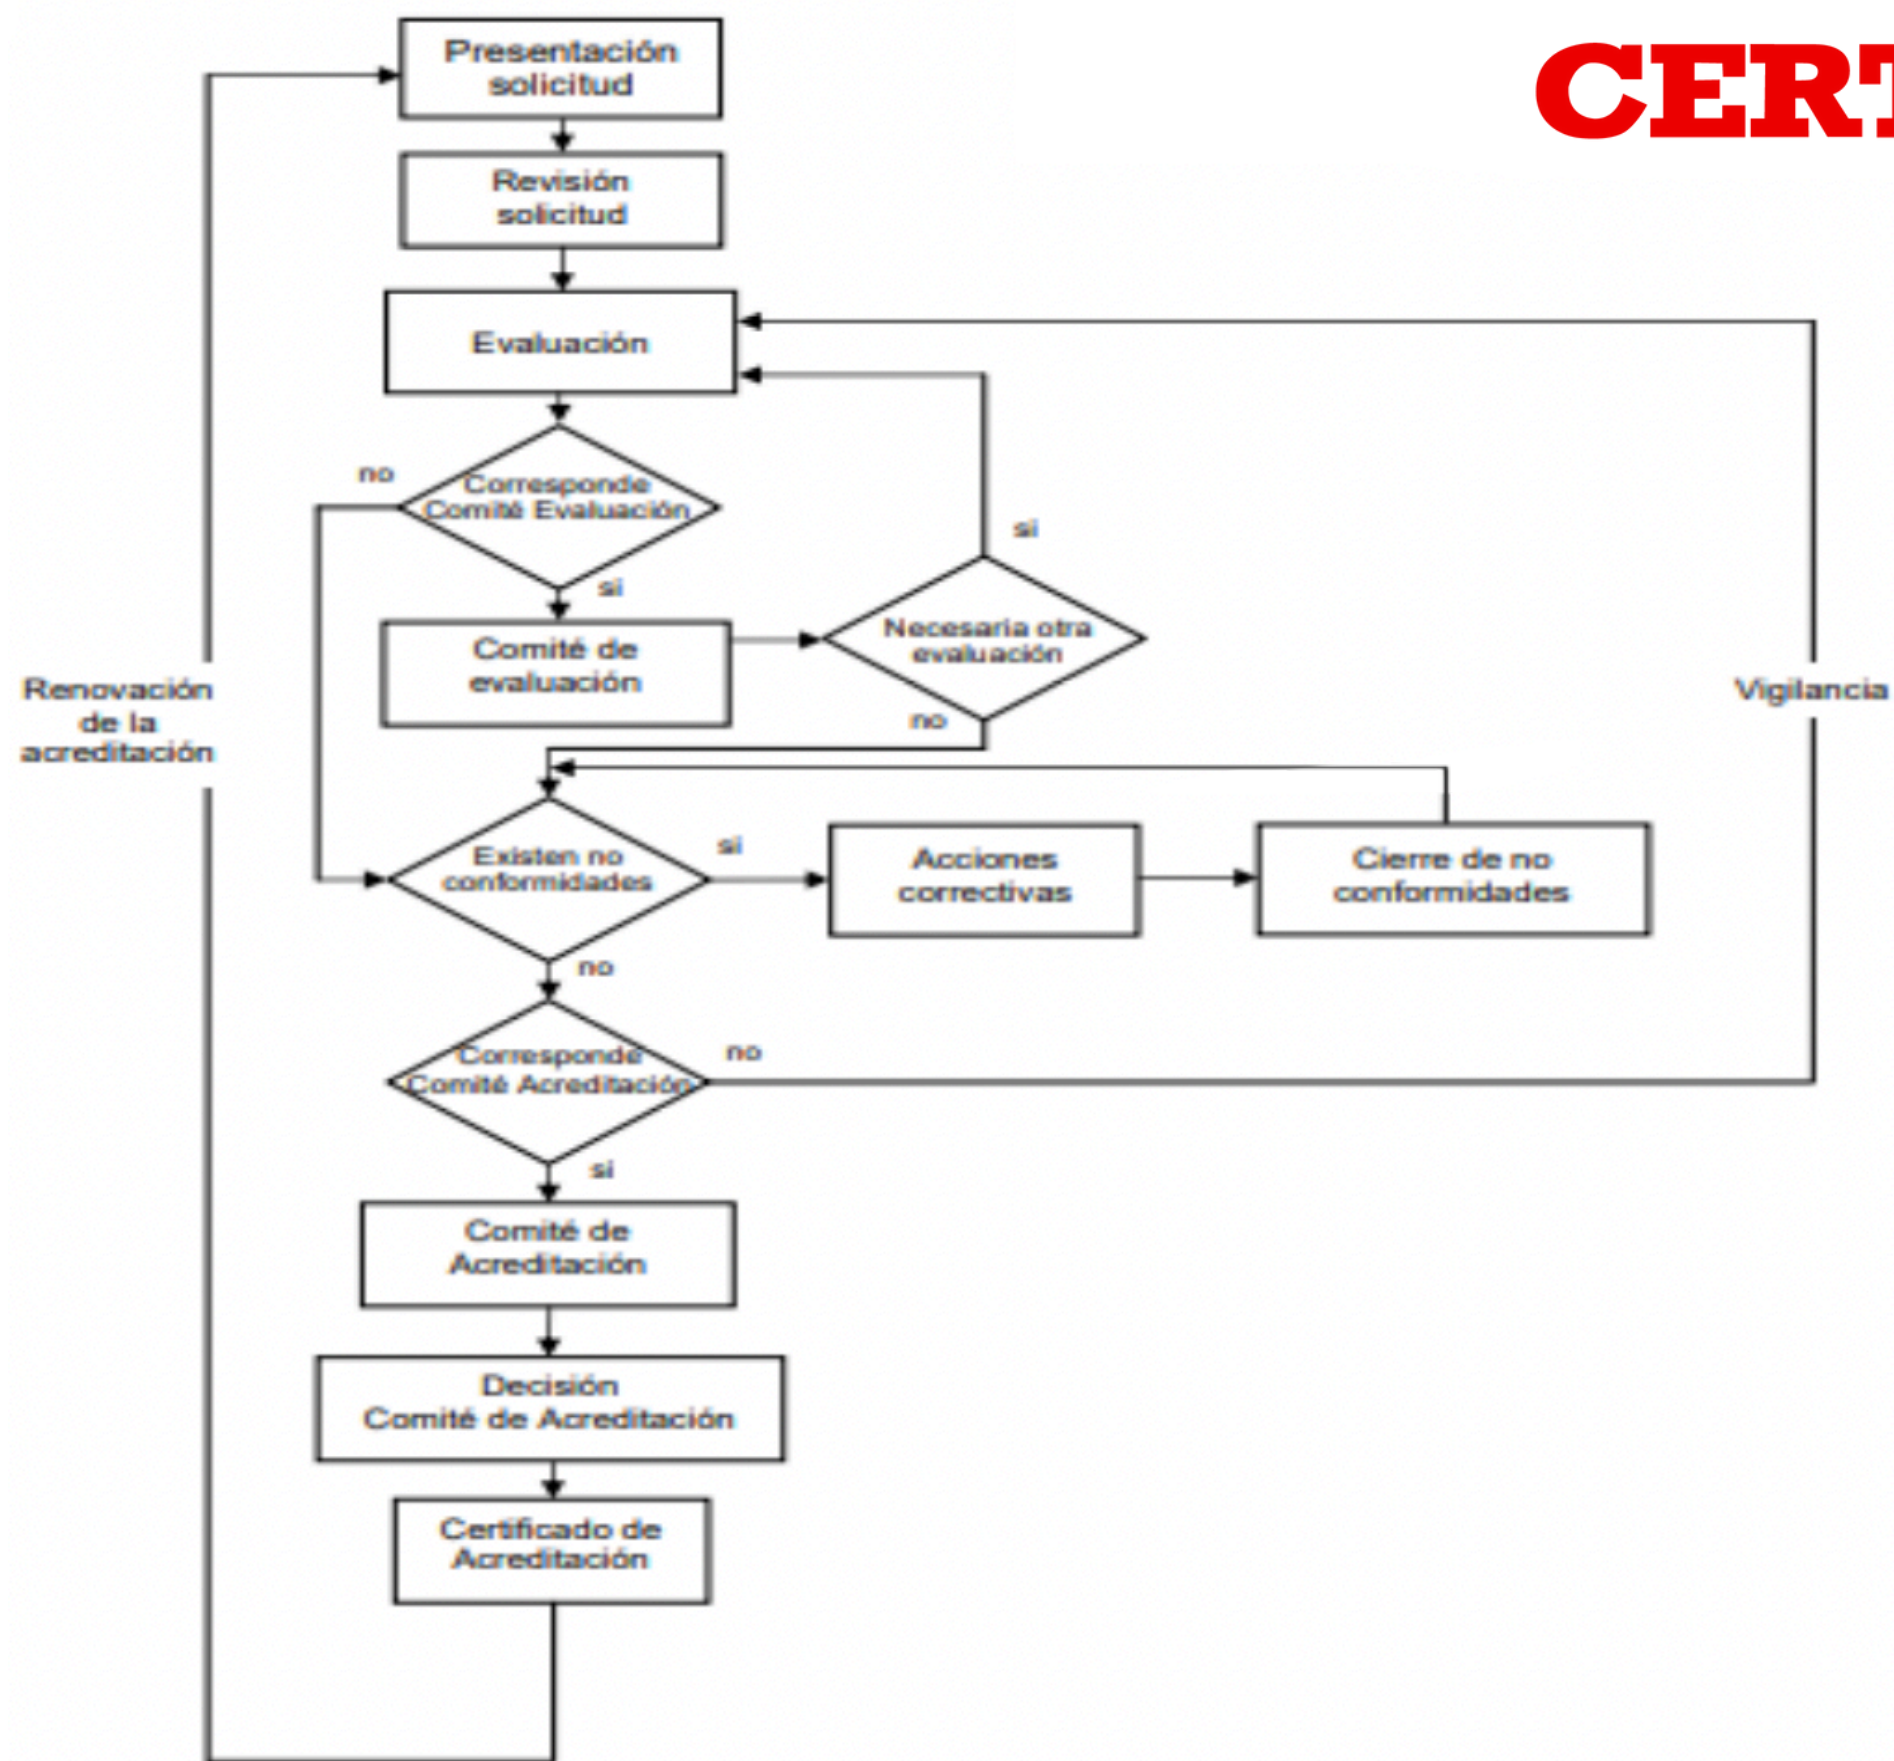 CERT
Presentación
solicitud
Revisión
solicitud
Evaluación
no
Corresponde
Comité Evaluación
si
si
Comité de
evaluación
Necesaria otra
evaluación
no
Renovación
de la
acreditación
Vigilancia
Existen no
conformidades
si
Acciones
correctivas
Cierre de no
conformidades
no
Corresponde
Comité Acreditación
no
si
Comité de
Acreditación
Decisión
Comité de Acreditación
Certificado de
Acreditación